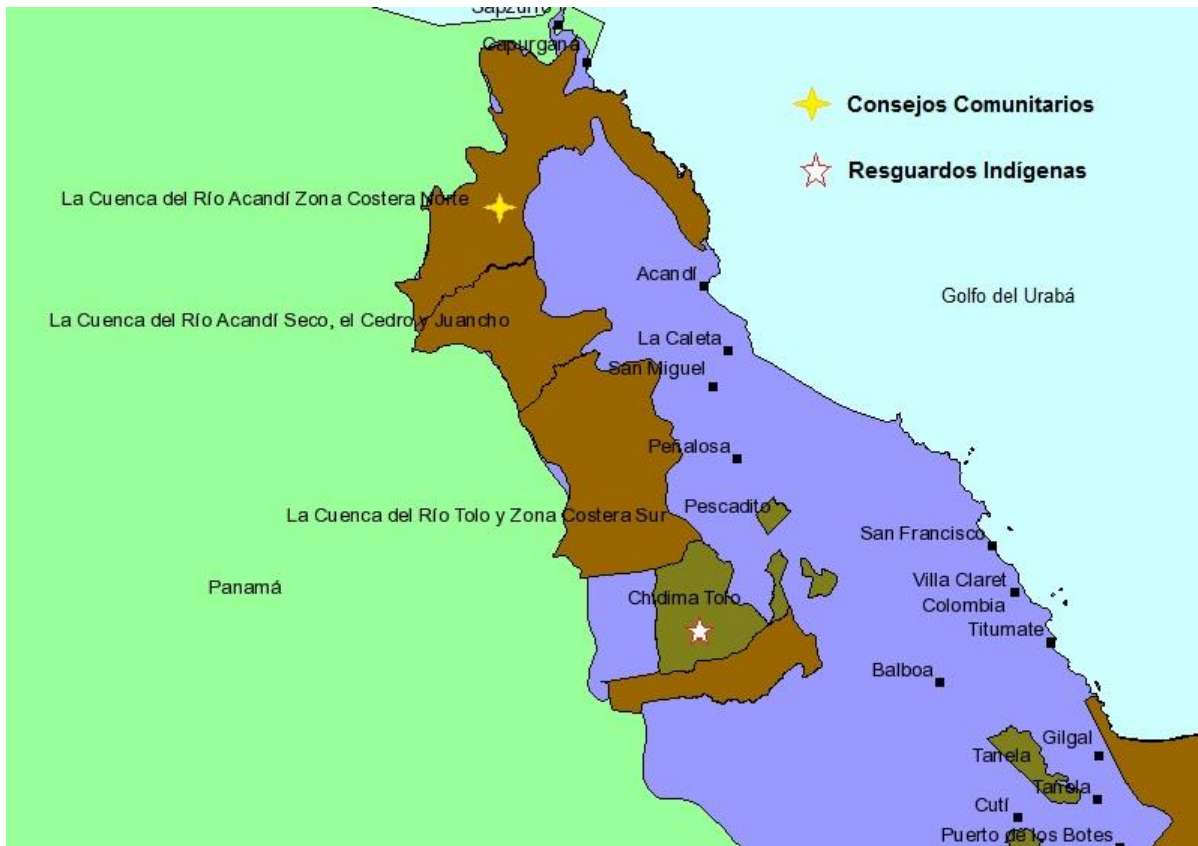 Sapzurro
Capurganá
Consejos Comunitarios
Resguardos Indígenas
La Cuenca del Río Acandí Zona Costera Norte
Acandí
Golfo del Urabá
La Cuenca del Río Acandí Seco, el Cedro y Juancho
La Caleta
San Miguel
Peñalosa
Pescadito
La Cuenca del Río Tolo y Zona Costera Sur
San Francisco
Panamá
Chidima Tolo
Villa Claret
Colombia
Titumate
Balboa
Gilgal
Tanela
Tanela
Cutí
Puerto de los Botes